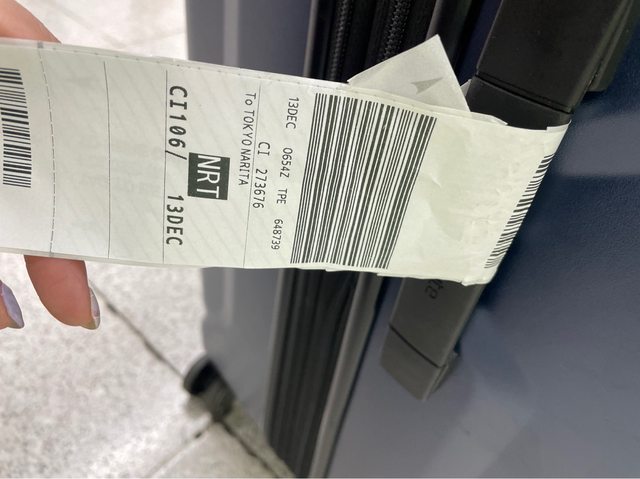 13DEC 0654Z TPE 648739
CI 273676
To TOKYO NARITA
NRT
CI106/ 13DEC